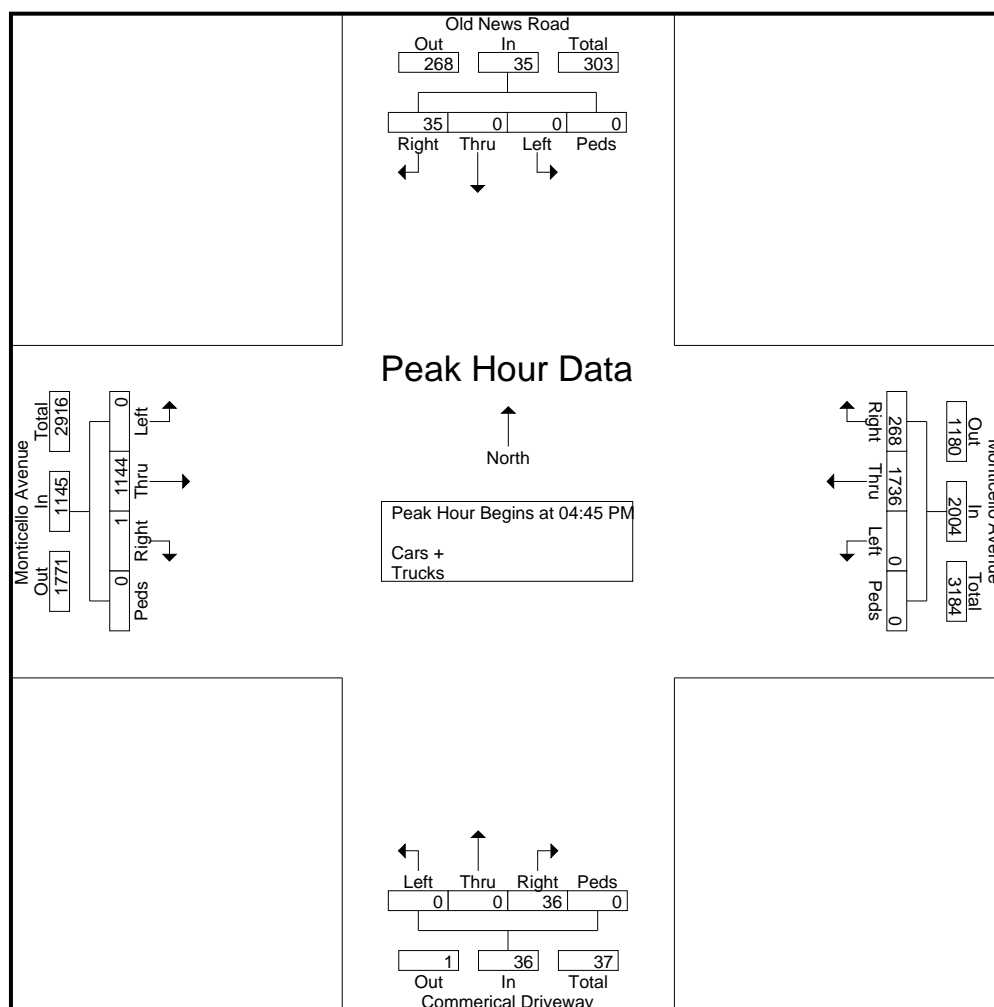 Old News Road
Out In Total
268 35 303
35 0 0 0
Right Thru Left Peds
Peak Hour Data
North
Peak Hour Begins at 04:45 PM
Cars +
Trucks
Monticello Avenue
Out In Total
1771 1145 2916
0 1144 1 0
Left Thru Right Peds
Monticello Avenue
Out In Total
1180 2004 3184
268 1736 0 0
Right Thru Left Peds
Left Thru Right Peds
0 0 36 0
1 36 37
Out In Total
Commerical Driveway